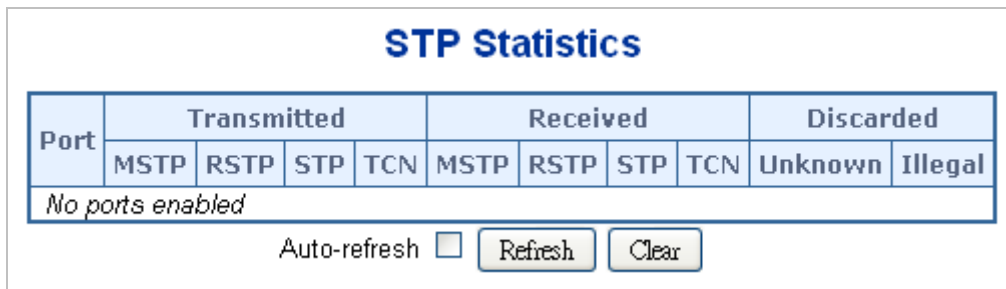 STP Statistics
Port Transmitted Received Discarded
MSTP RSTP STP TCN MSTP RSTP STP TCN Unknown Illegal
No ports enabled
Auto-refresh Refresh Clear